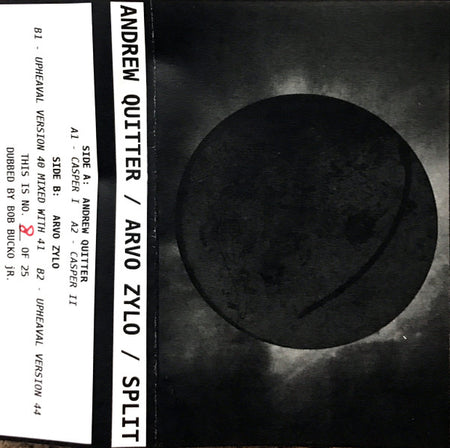 ANDREW QUITTER / ARVO ZYLO / SPLIT
SIDE A: ANDREW QUITTER
A1 - CASPER I A2 - CASPER II
SIDE B: ARVO ZYLO
B1 - UPHEAVAL VERSION 40 MIXED WITH 41 B2 - UPHEAVAL VERSION 44
THIS IS NO. 8 OF 25
DUBBED BY BOB BUCKO JR.